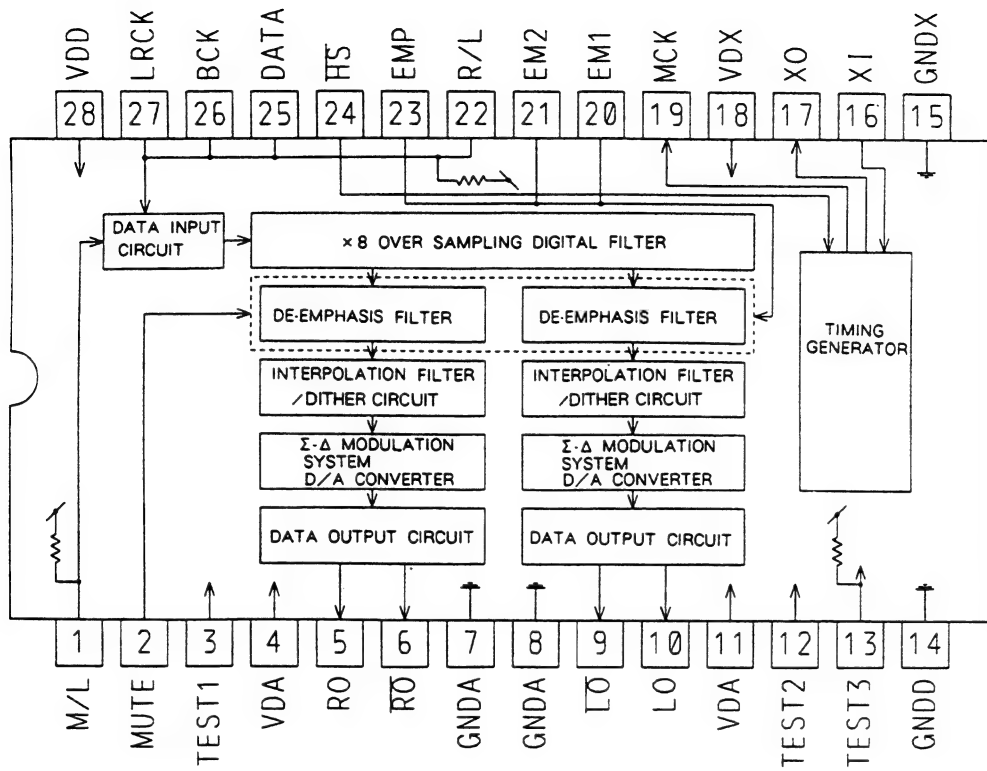 VDD LRCK BCK DATA H̅S̅ EMP R/L EM2 EM1 MCK VDX XO XI GNDX
28 27 26 25 24 23 22 21 20 19 18 17 16 15
DATA INPUT
CIRCUIT
×8 OVER SAMPLING DIGITAL FILTER
DE-EMPHASIS FILTER
DE-EMPHASIS FILTER
TIMING
GENERATOR
INTERPOLATION FILTER
/DITHER CIRCUIT
INTERPOLATION FILTER
/DITHER CIRCUIT
Σ-Δ MODULATION
SYSTEM
D/A CONVERTER
Σ-Δ MODULATION
SYSTEM
D/A CONVERTER
DATA OUTPUT CIRCUIT
DATA OUTPUT CIRCUIT
1 2 3 4 5 6 7 8 9 10 11 12 13 14
M/L MUTE TEST1 VDA RO R̅O̅ GNDA GNDA L̅O̅ LO VDA TEST2 TEST3 GNDD